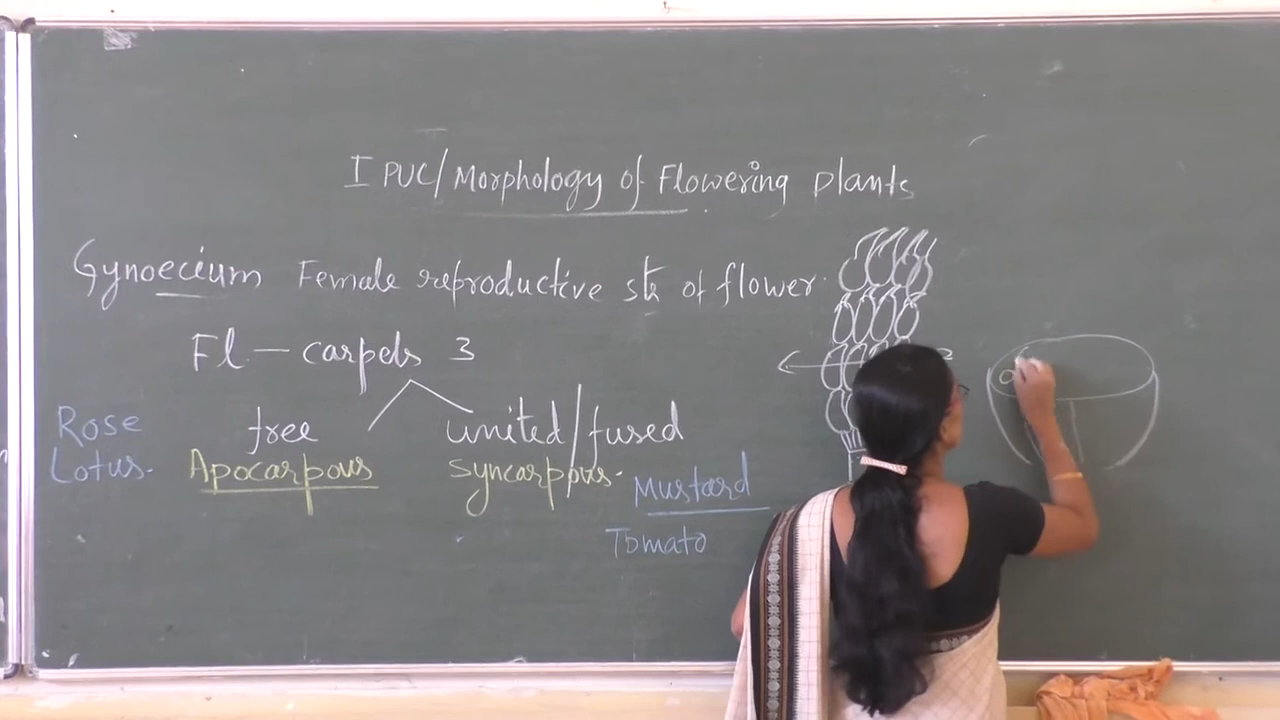 I PUC/Morphology of Flowering plants
Gynoecium Female reproductive str of flower.
Fl — carpels 3
free united/fused
Rose
Lotus.
Apocarpous syncarpous.
Mustard
Tomato